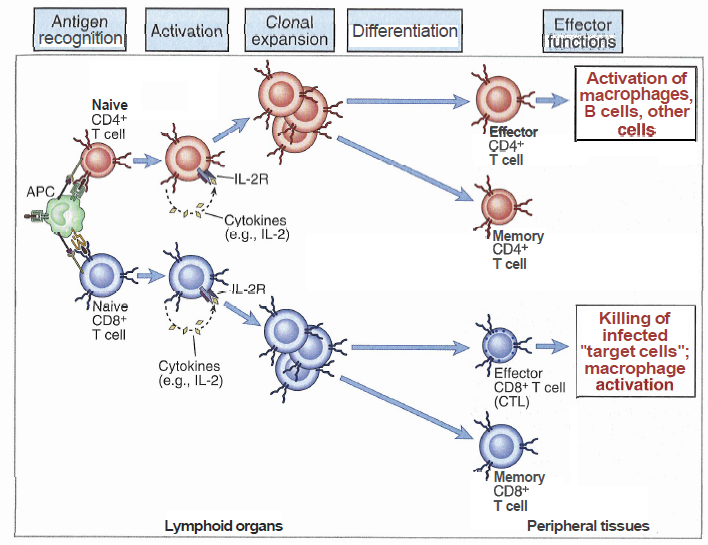 Antigen
recognition
Activation
Clonal
expansion
Differentiation
Effector
functions
Naive
CD4+
T cell
APC
IL-2R
Cytokines
(e.g., IL-2)
Effector
CD4+
T cell
Activation of
macrophages,
B cells, other
cells
Memory
CD4+
T cell
Naive
CD8+
T cell
IL-2R
Cytokines
(e.g., IL-2)
Effector
CD8+ T cell
(CTL)
Killing of
infected
"target cells";
macrophage
activation
Memory
CD8+
T cell
Lymphoid organs
Peripheral tissues